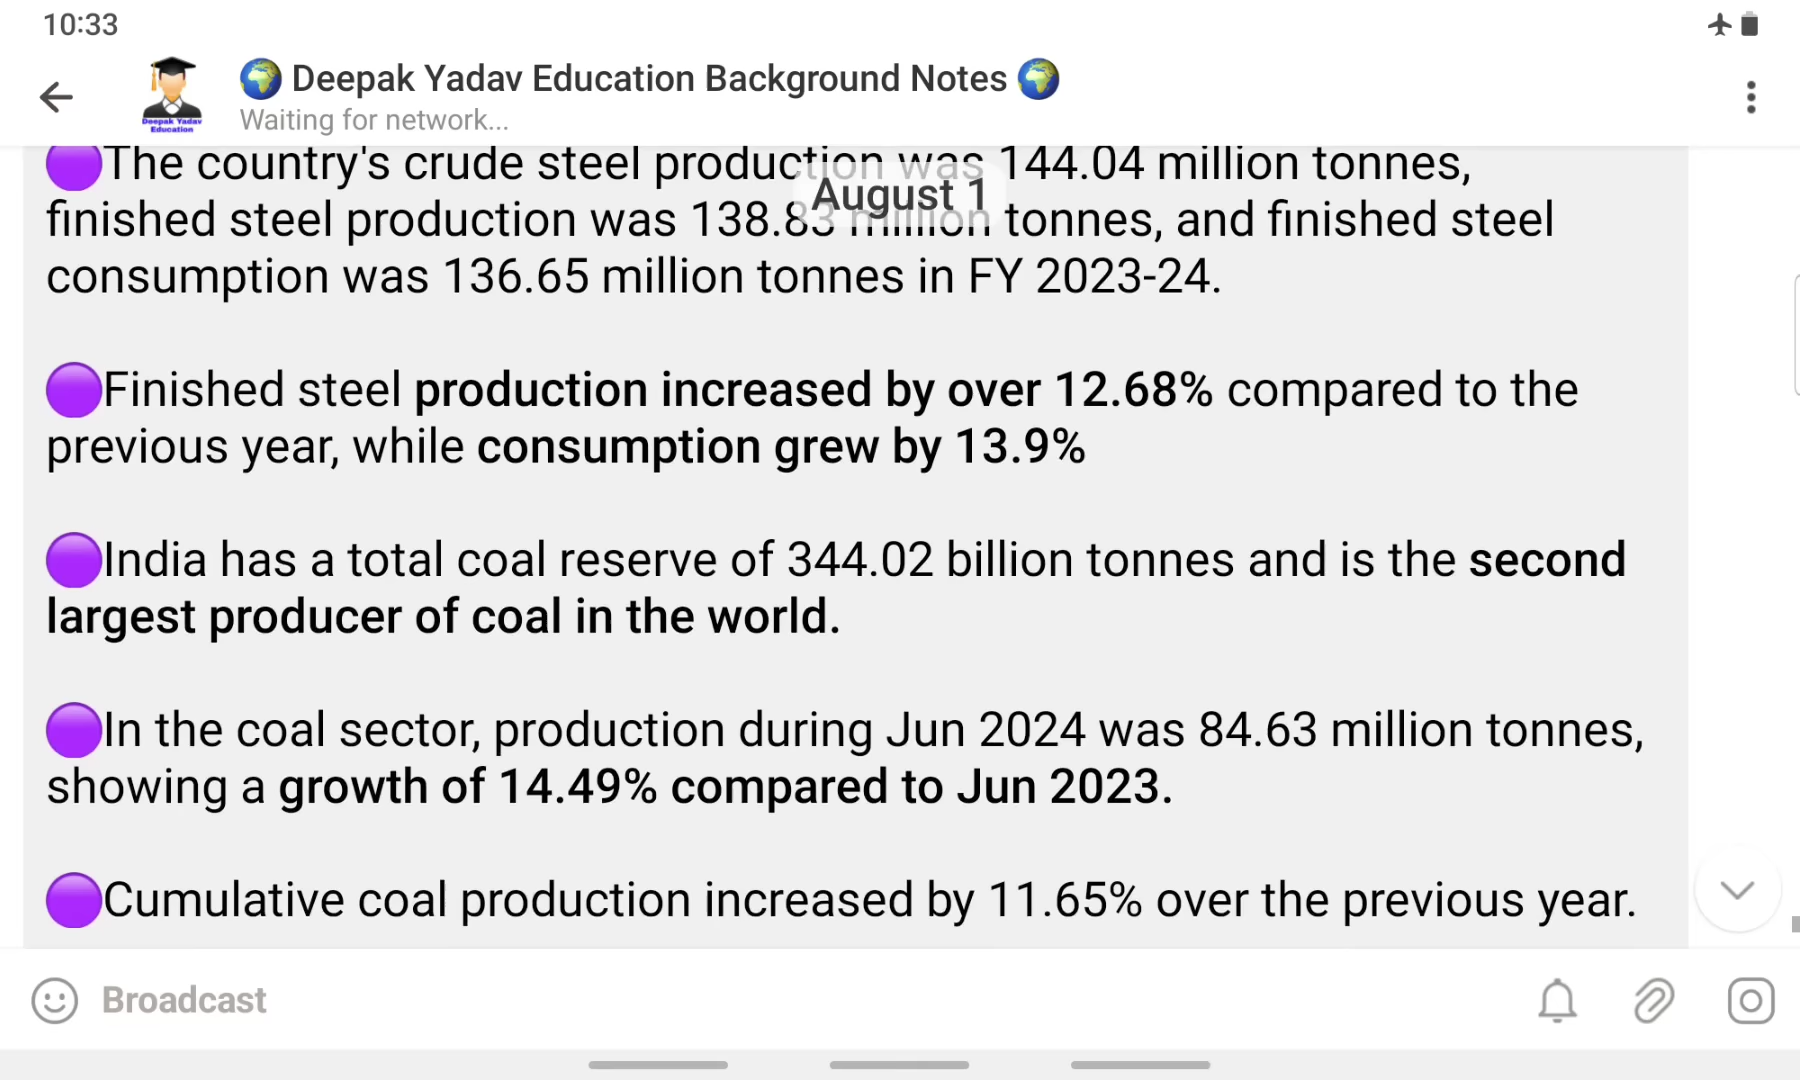 10:33
Deepak Yadav Education Background Notes
Waiting for network...
Deepak Yadav
Education
The country's crude steel production was 144.04 million tonnes,
August 1
finished steel production was 138.83 million tonnes, and finished steel
consumption was 136.65 million tonnes in FY 2023-24.
Finished steel production increased by over 12.68% compared to the
previous year, while consumption grew by 13.9%
India has a total coal reserve of 344.02 billion tonnes and is the second
largest producer of coal in the world.
In the coal sector, production during Jun 2024 was 84.63 million tonnes,
showing a growth of 14.49% compared to Jun 2023.
Cumulative coal production increased by 11.65% over the previous year.
Broadcast